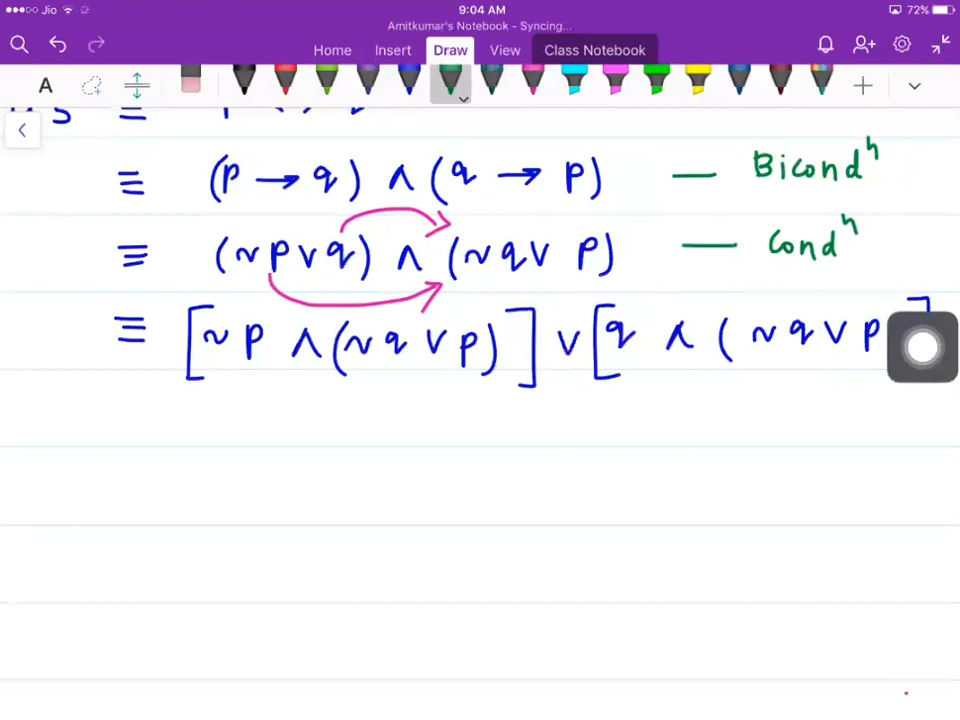 Jio 9:04 AM 72%
Amitkumar's Notebook - Syncing...
Home Insert Draw View Class Notebook
A
≡
≡ (p → q) ∧ (q → p) — Bicondⁿ
≡ (~p∨q) ∧ (~q∨ p) — Condⁿ
≡ [~p ∧(~q ∨p)] ∨[q ∧ (~q∨p